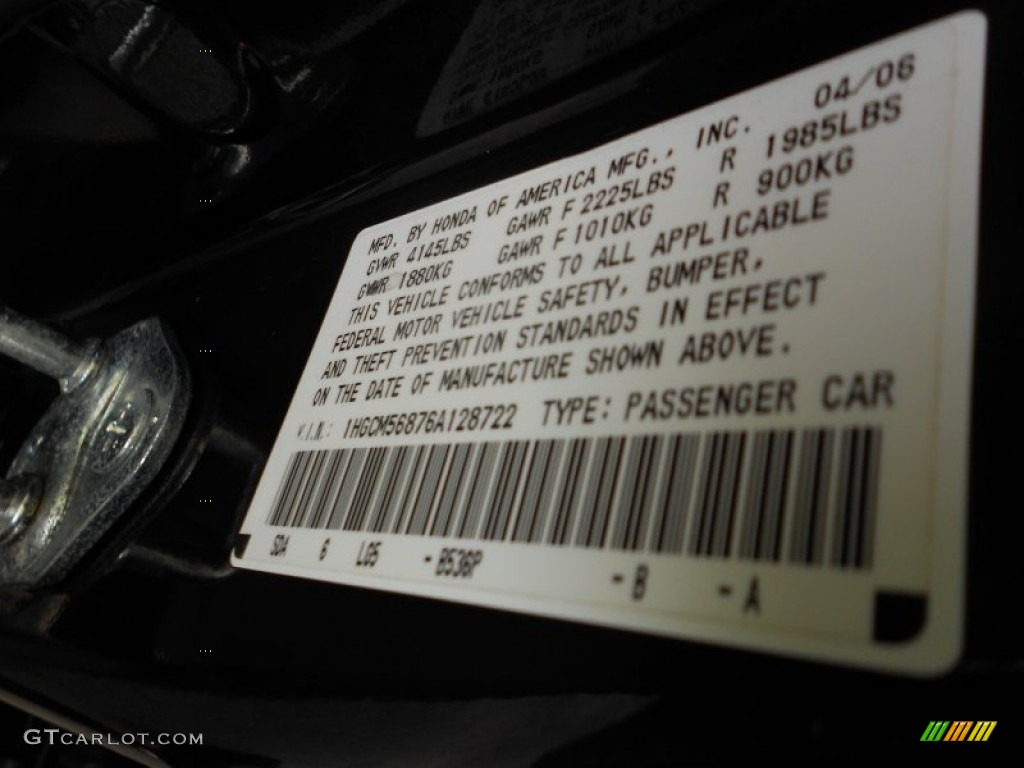 MFD. BY HONDA OF AMERICA MFG., INC. 04/06
GVWR 4145LBS GAWR F 2225LBS R 1985LBS
GWWR 1880KG GAWR F 1010KG R 900KG
THIS VEHICLE CONFORMS TO ALL APPLICABLE
FEDERAL MOTOR VEHICLE SAFETY, BUMPER,
AND THEFT PREVENTION STANDARDS IN EFFECT
ON THE DATE OF MANUFACTURE SHOWN ABOVE.
V.I.N.: 1HGCM56876A128722 TYPE: PASSENGER CAR
SDA 6 LG5 -B536P -B -A
GTCARLOT.COM